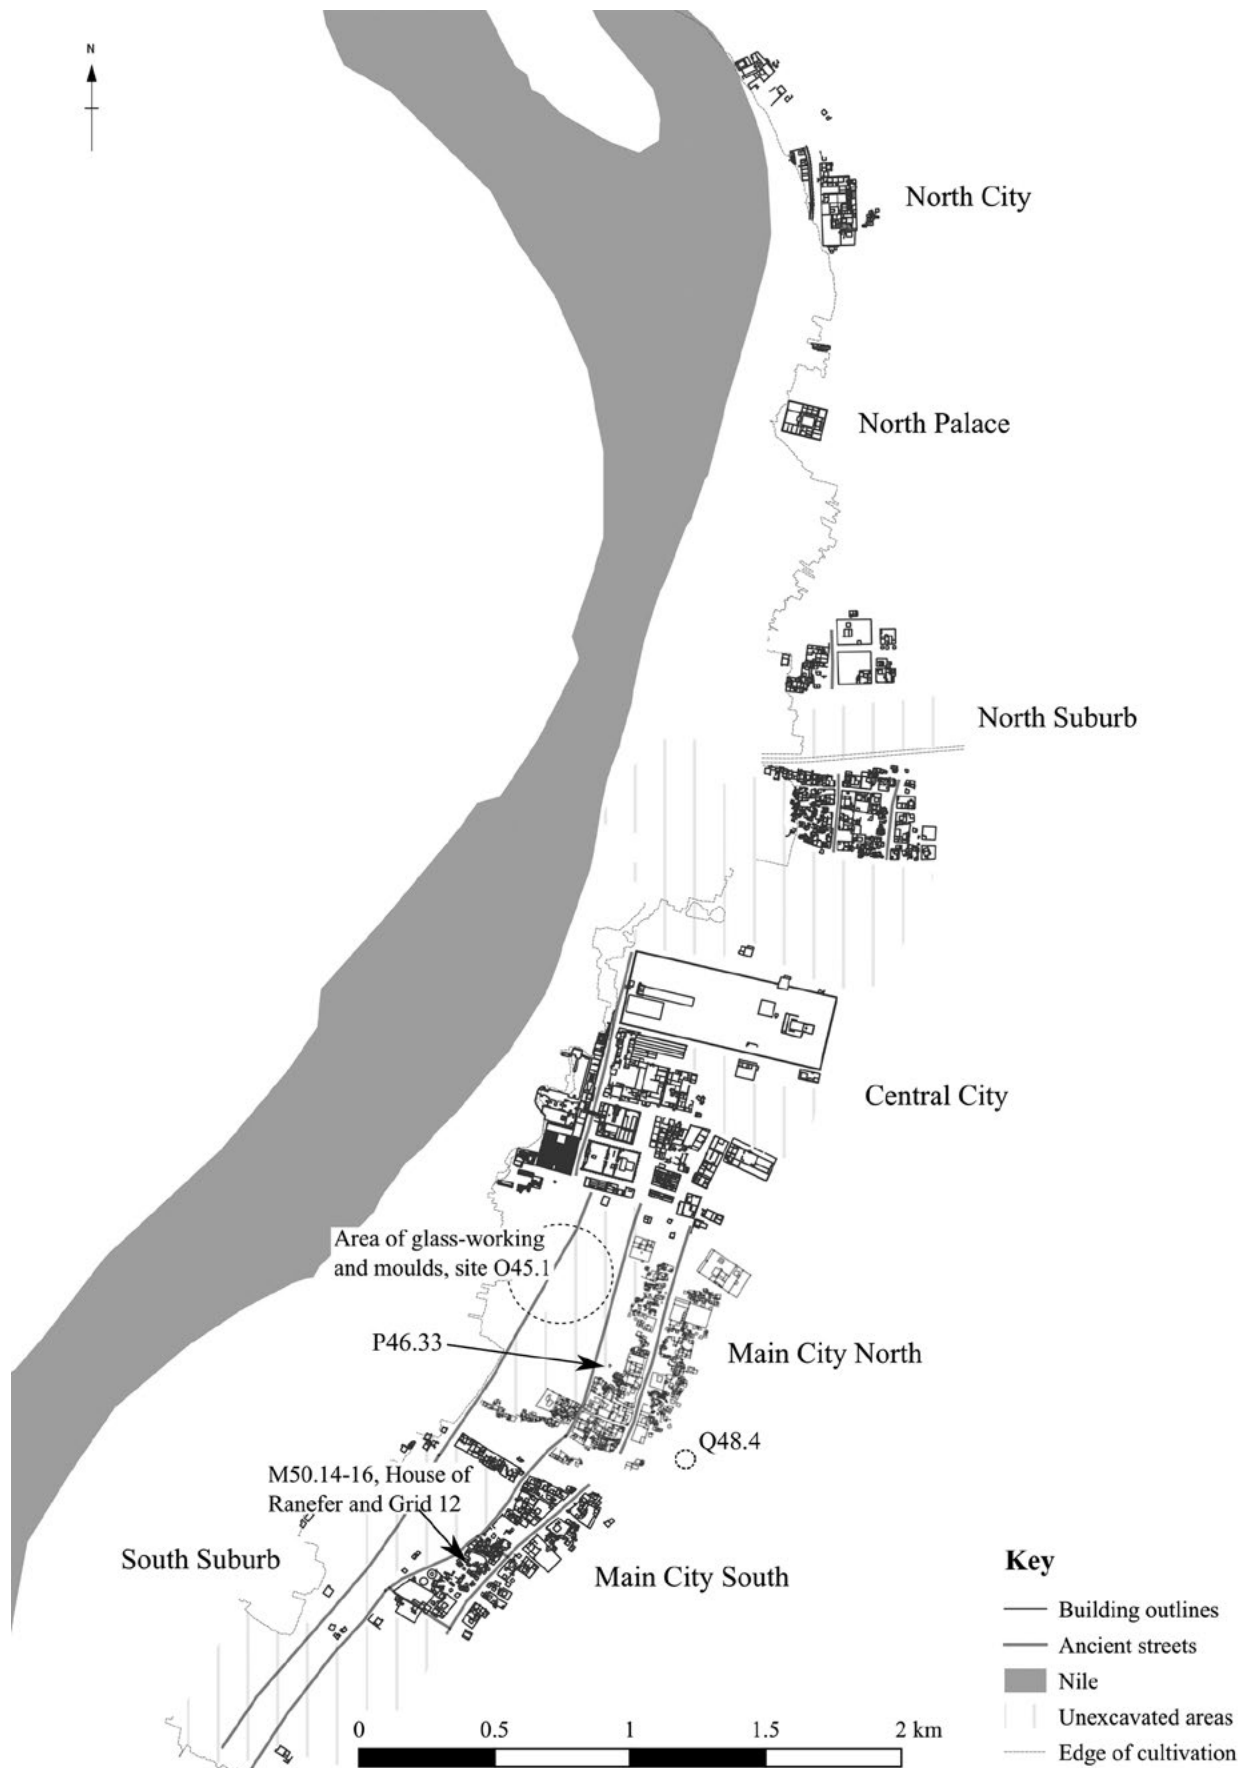 N
North City
North Palace
North Suburb
Central City
Area of glass-working
and moulds, site O45.1
P46.33
Main City North
Q48.4
M50.14-16, House of
Ranefer and Grid 12
South Suburb
Main City South
Key
Building outlines
Ancient streets
Nile
Unexcavated areas
Edge of cultivation
0 0.5 1 1.5 2 km